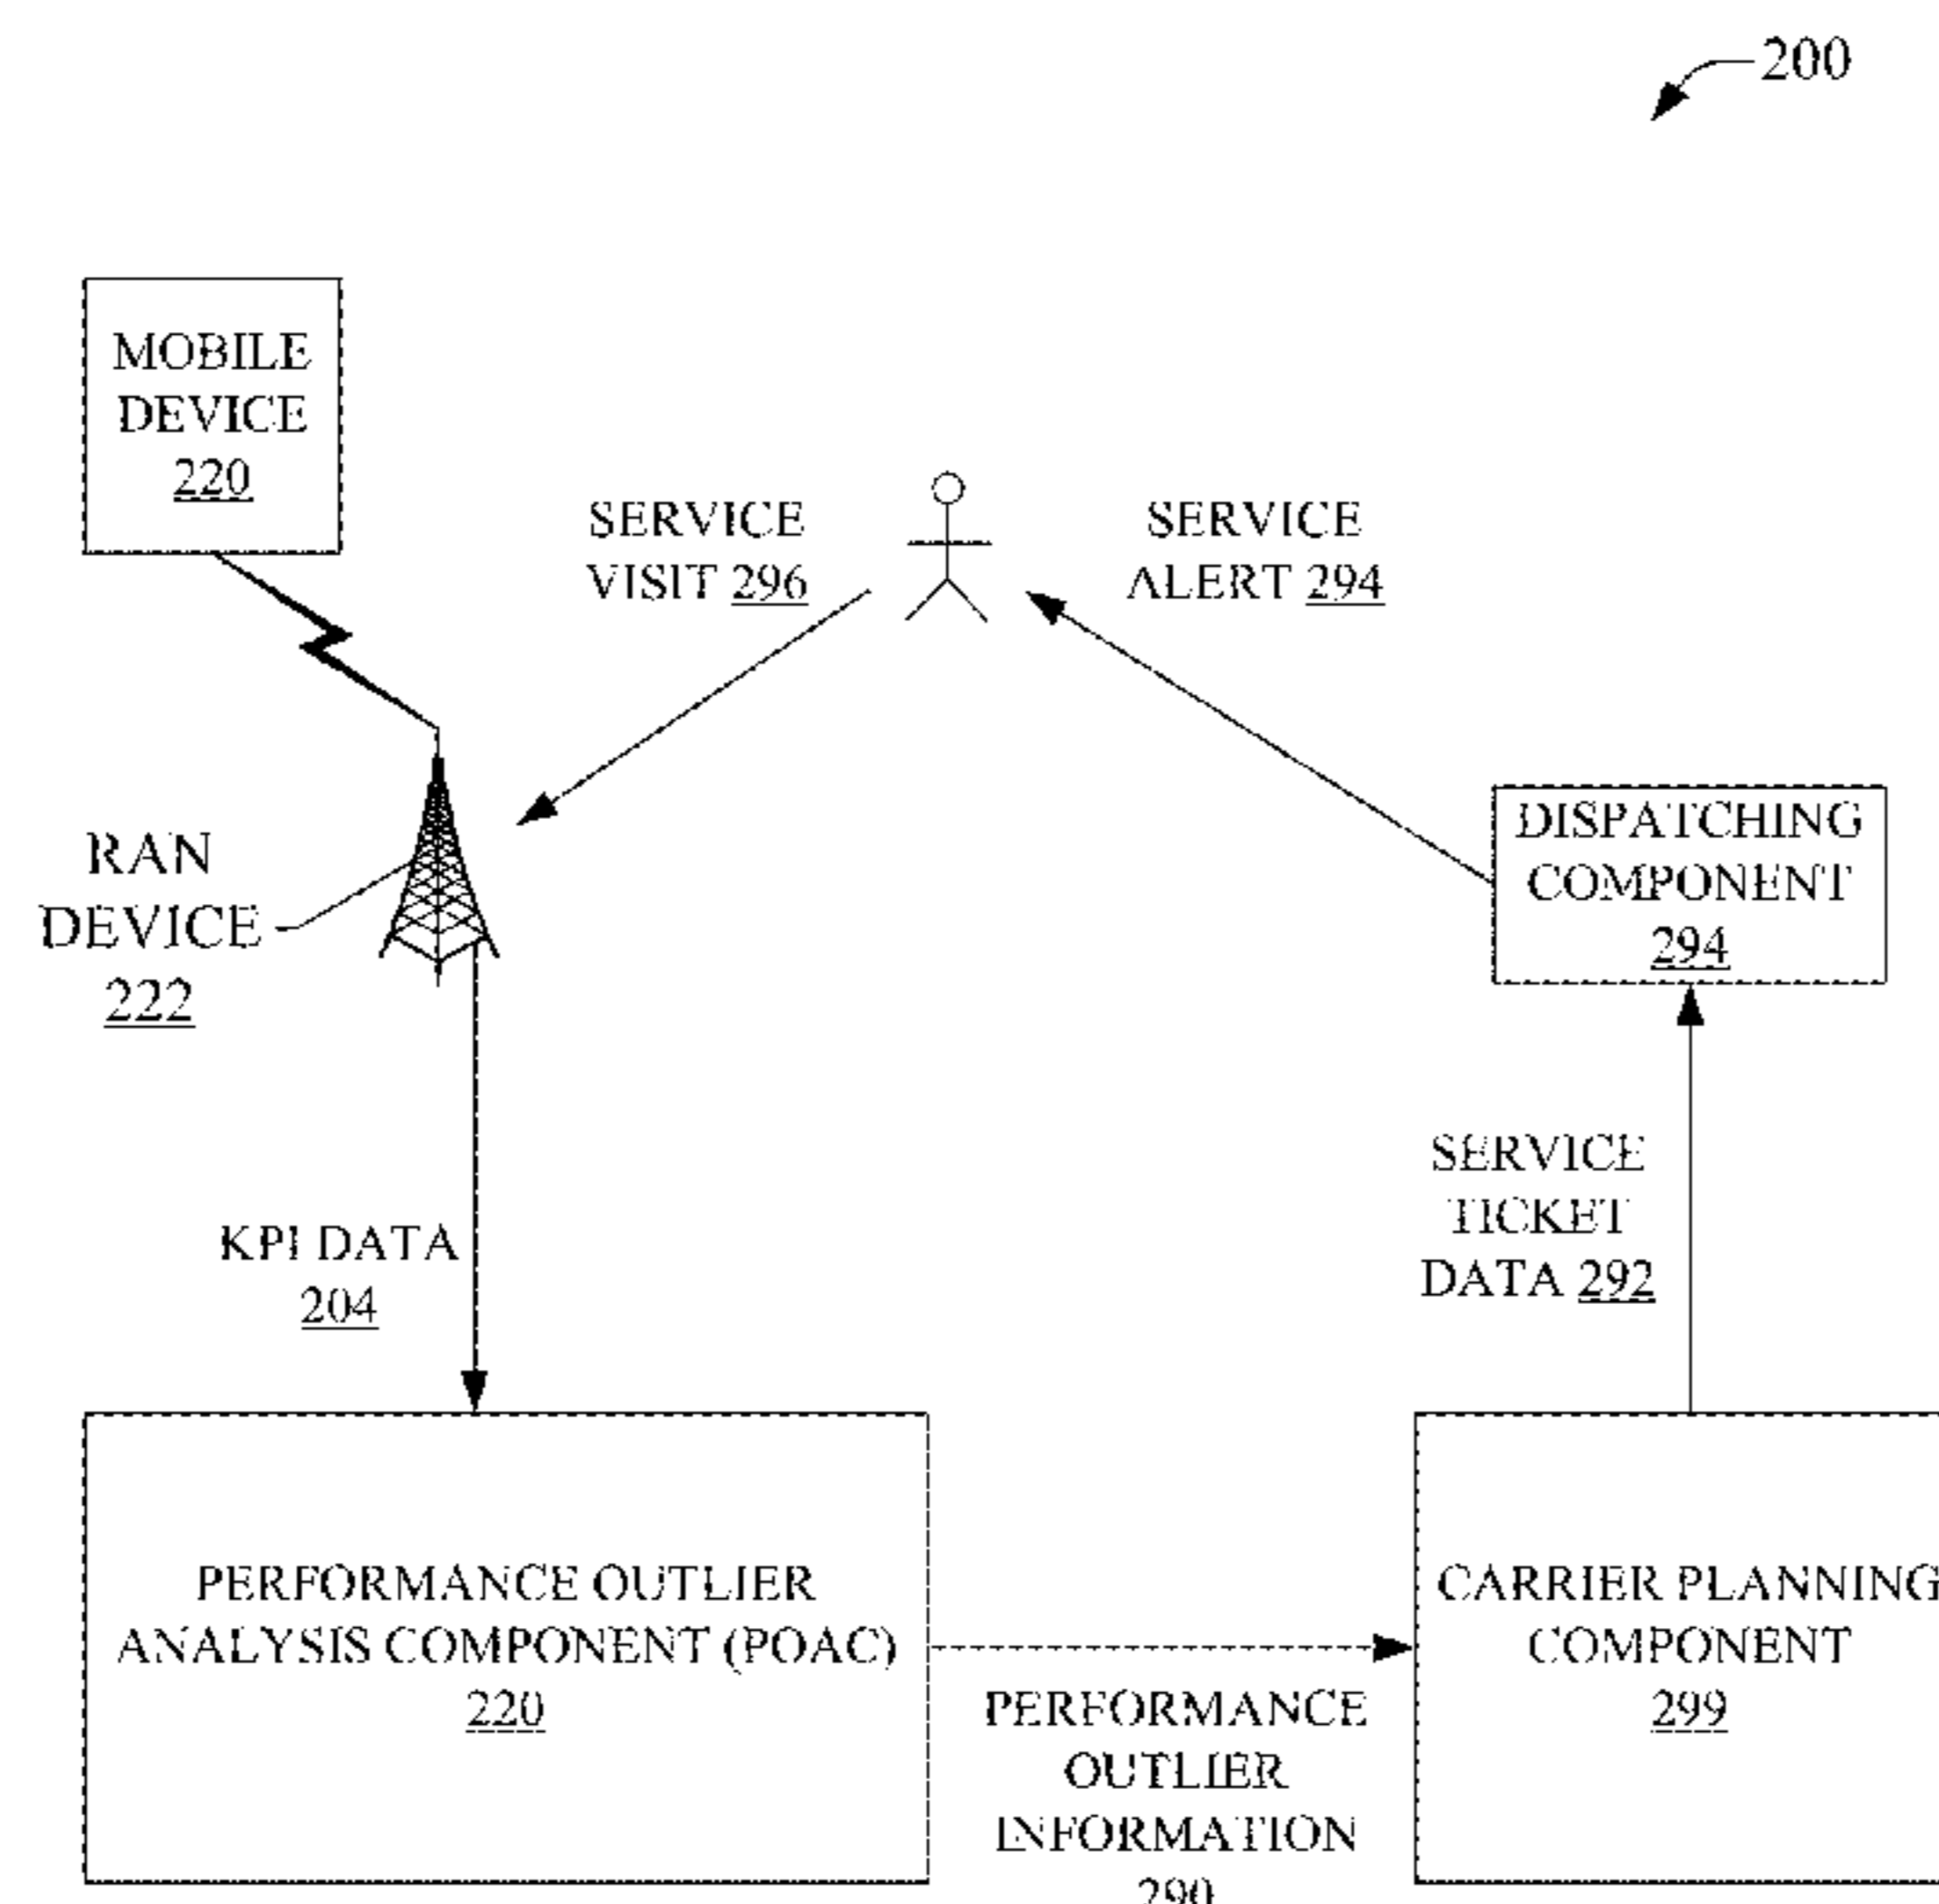 200
MOBILE
DEVICE
220
SERVICE
VISIT 296
SERVICE
ALERT 294
RAN
DEVICE
222
DISPATCHING
COMPONENT
294
KPI DATA
204
SERVICE
TICKET
DATA 292
PERFORMANCE OUTLIER
ANALYSIS COMPONENT (POAC)
220
PERFORMANCE
OUTLIER
INFORMATION
290
CARRIER PLANNING
COMPONENT
299